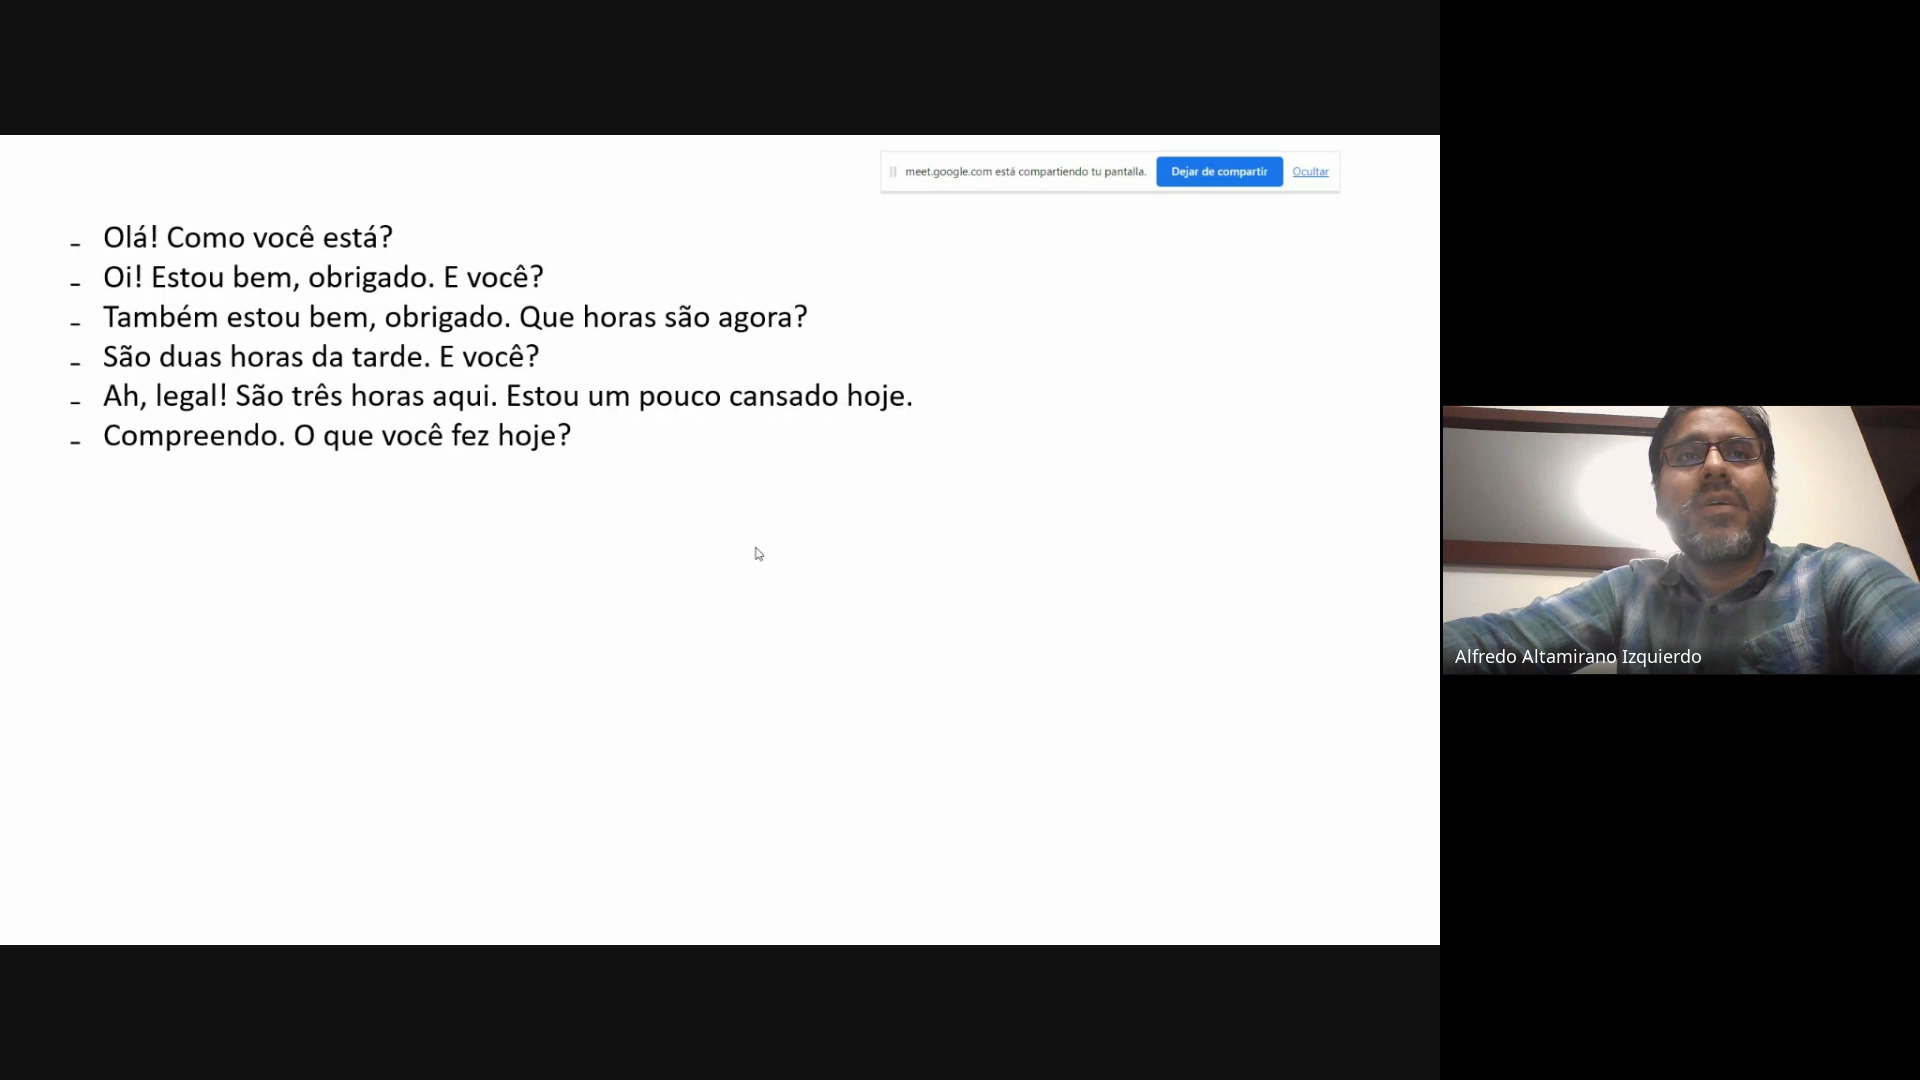 meet.google.com está compartiendo tu pantalla. Dejar de compartir Ocultar
- Olá! Como você está?
- Oi! Estou bem, obrigado. E você?
- Também estou bem, obrigado. Que horas são agora?
- São duas horas da tarde. E você?
- Ah, legal! São três horas aqui. Estou um pouco cansado hoje.
- Compreendo. O que você fez hoje?
Alfredo Altamirano Izquierdo